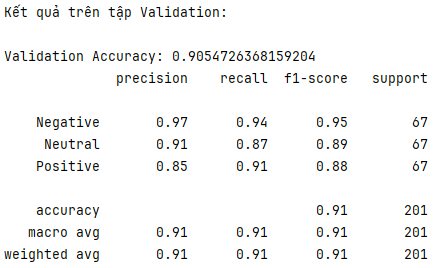 Kết quả trên tập Validation:
Validation Accuracy: 0.9054726368159204
precision recall f1-score support
Negative 0.97 0.94 0.95 67
Neutral 0.91 0.87 0.89 67
Positive 0.85 0.91 0.88 67
accuracy 0.91 201
macro avg 0.91 0.91 0.91 201
weighted avg 0.91 0.91 0.91 201